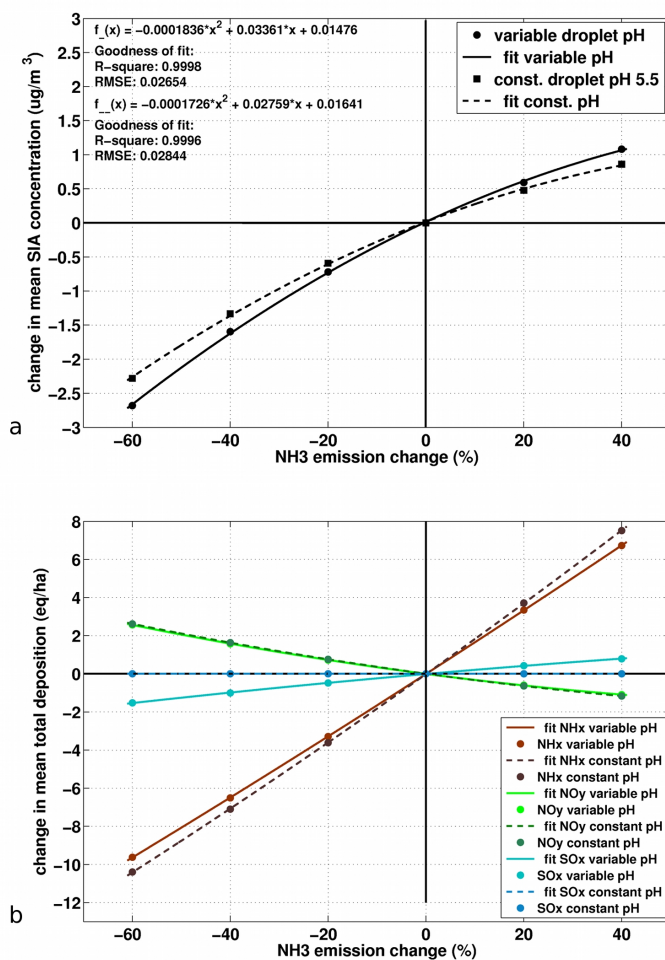 f_(x) = −0.0001836*x² + 0.03361*x + 0.01476
Goodness of fit:
R-square: 0.9998
RMSE: 0.02654
f__(x) = −0.0001726*x² + 0.02759*x + 0.01641
Goodness of fit:
R-square: 0.9996
RMSE: 0.02844
variable droplet pH
fit variable pH
const. droplet pH 5.5
fit const. pH
change in mean SIA concentration (ug/m³)
3
2.5
2
1.5
1
0.5
0
−0.5
−1
−1.5
−2
−2.5
−3
−60
−40
−20
0
20
40
NH3 emission change (%)
a
change in mean total deposition (eq/ha)
8
6
4
2
0
−2
−4
−6
−8
−10
−12
fit NHx variable pH
NHx variable pH
fit NHx constant pH
NHx constant pH
fit NOy variable pH
NOy variable pH
fit NOy constant pH
NOy constant pH
fit SOx variable pH
SOx variable pH
fit SOx constant pH
SOx constant pH
−60
−40
−20
0
20
40
NH3 emission change (%)
b